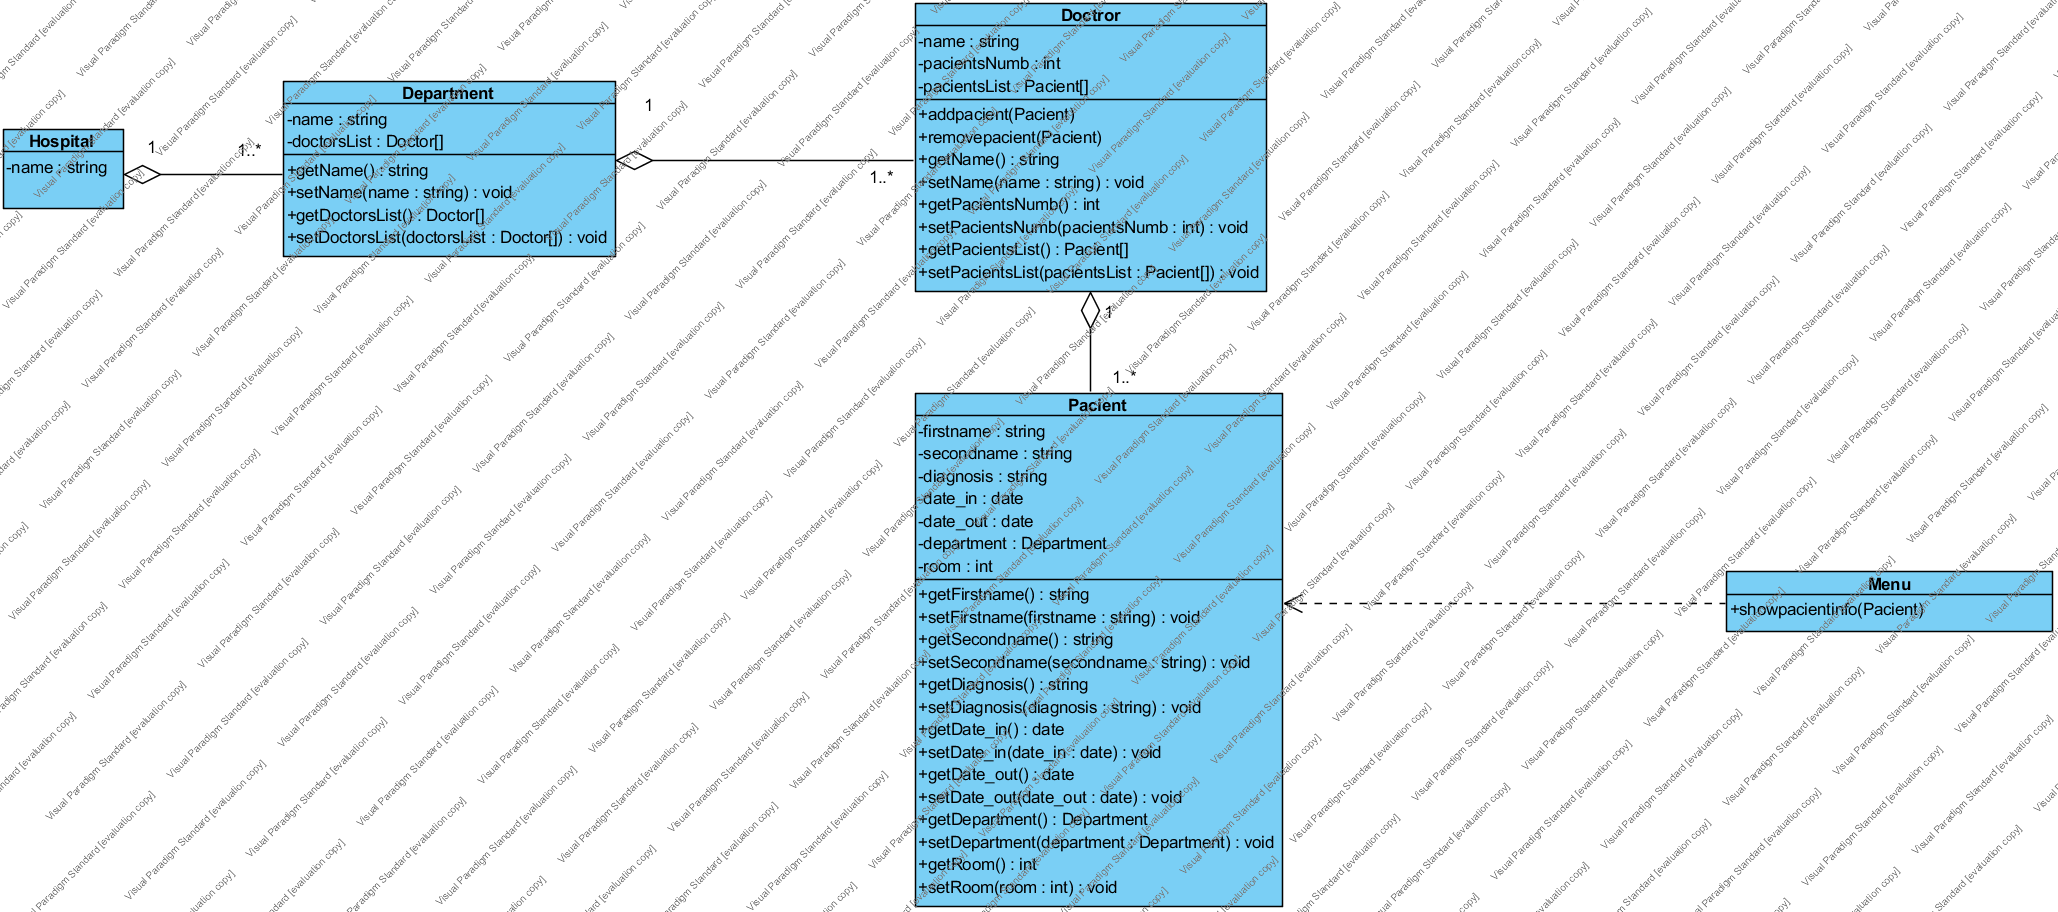 Hospital
-name : string
1
1..*
Department
-name : string
-doctorsList : Doctor[]
+getName() : string
+setName(name : string) : void
+getDoctorsList() : Doctor[]
+setDoctorsList(doctorsList : Doctor[]) : void
1
1..*
Doctror
-name : string
-pacientsNumb : int
-pacientsList : Pacient[]
+addpacient(Pacient)
+removepacient(Pacient)
+getName() : string
+setName(name : string) : void
+getPacientsNumb() : int
+setPacientsNumb(pacientsNumb : int) : void
+getPacientsList() : Pacient[]
+setPacientsList(pacientsList : Pacient[]) : void
1
1..*
Pacient
-firstname : string
-secondname : string
-diagnosis : string
-date_in : date
-date_out : date
-department : Department
-room : int
+getFirstname() : string
+setFirstname(firstname : string) : void
+getSecondname() : string
+setSecondname(secondname : string) : void
+getDiagnosis() : string
+setDiagnosis(diagnosis : string) : void
+getDate_in() : date
+setDate_in(date_in : date) : void
+getDate_out() : date
+setDate_out(date_out : date) : void
+getDepartment() : Department
+setDepartment(department : Department) : void
+getRoom() : int
+setRoom(room : int) : void
Menu
+showpacientinfo(Pacient)
Visual Paradigm Standard [evaluation copy]